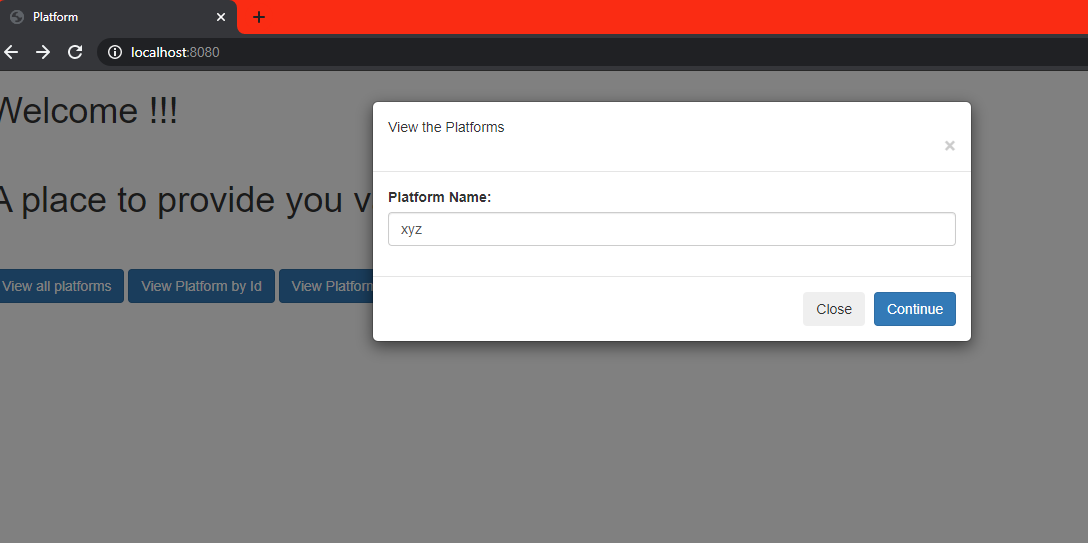 Platform
localhost:8080
Welcome !!!
A place to provide you v
View all platforms
View Platform by Id
View Platform
View the Platforms
×
Platform Name:
xyz
Close
Continue